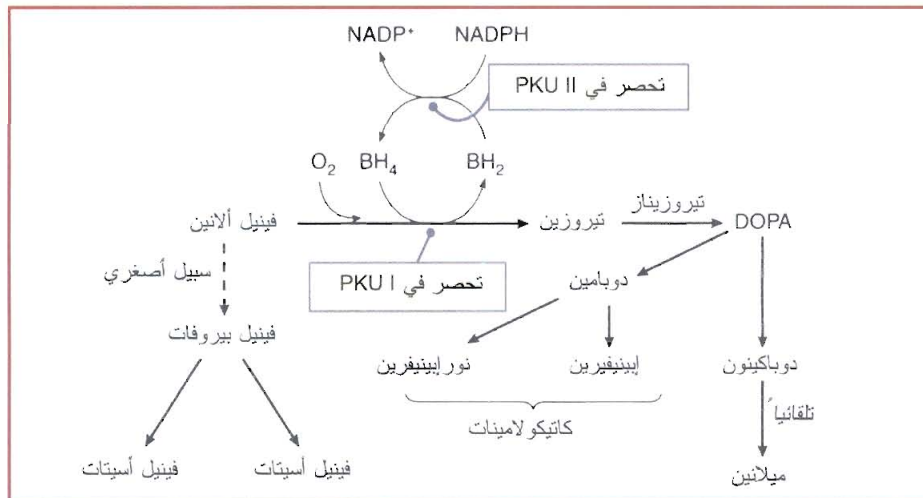 NADP⁺ NADPH
تحصر في PKU II
O₂ BH₄ BH₂
فينيل ألانين تيروزين تيروزيناز DOPA
سبيل أصغري
تحصر في PKU I
دوبامين
فينيل بيروفات
نورإبينيفرين إبينيفيرين دوباكينون
كاتيكولامينات
تلقائياً
فينيل أسيتات فينيل أسيتات ميلانين